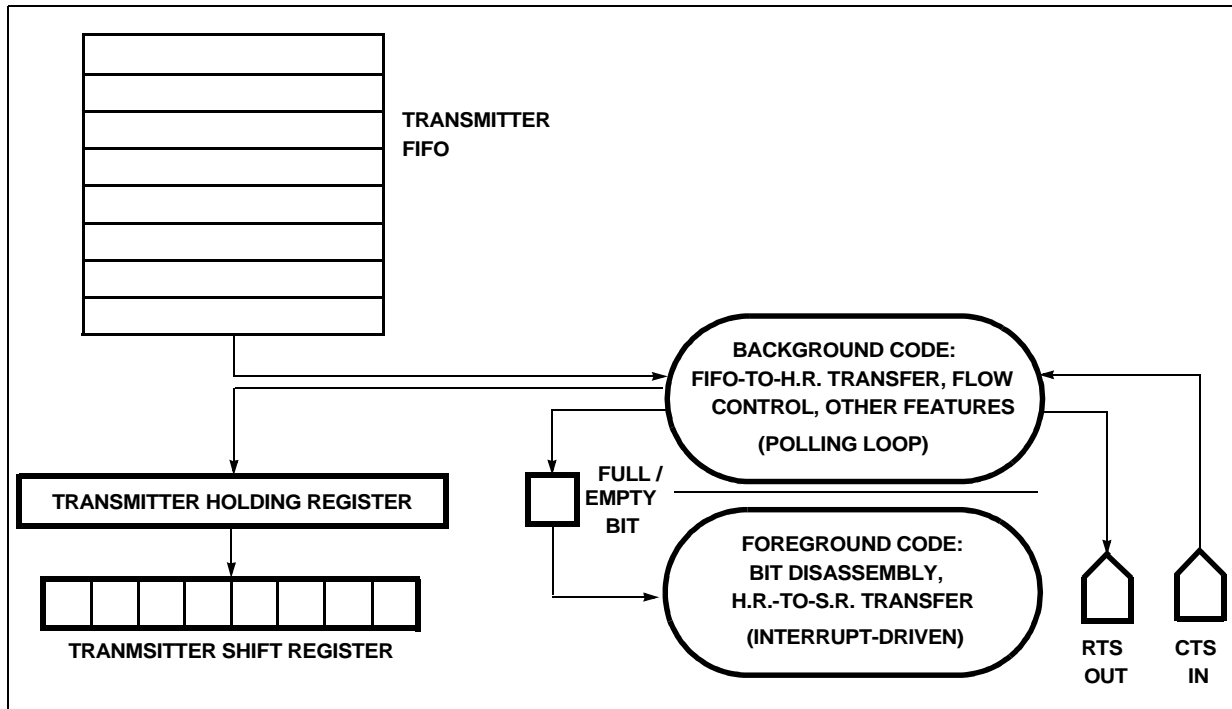 TRANSMITTER
FIFO
BACKGROUND CODE:
FIFO-TO-H.R. TRANSFER, FLOW
CONTROL, OTHER FEATURES
(POLLING LOOP)
FULL /
EMPTY
BIT
TRANSMITTER HOLDING REGISTER
FOREGROUND CODE:
BIT DISASSEMBLY,
H.R.-TO-S.R. TRANSFER
(INTERRUPT-DRIVEN)
TRANMSITTER SHIFT REGISTER
RTS
OUT
CTS
IN